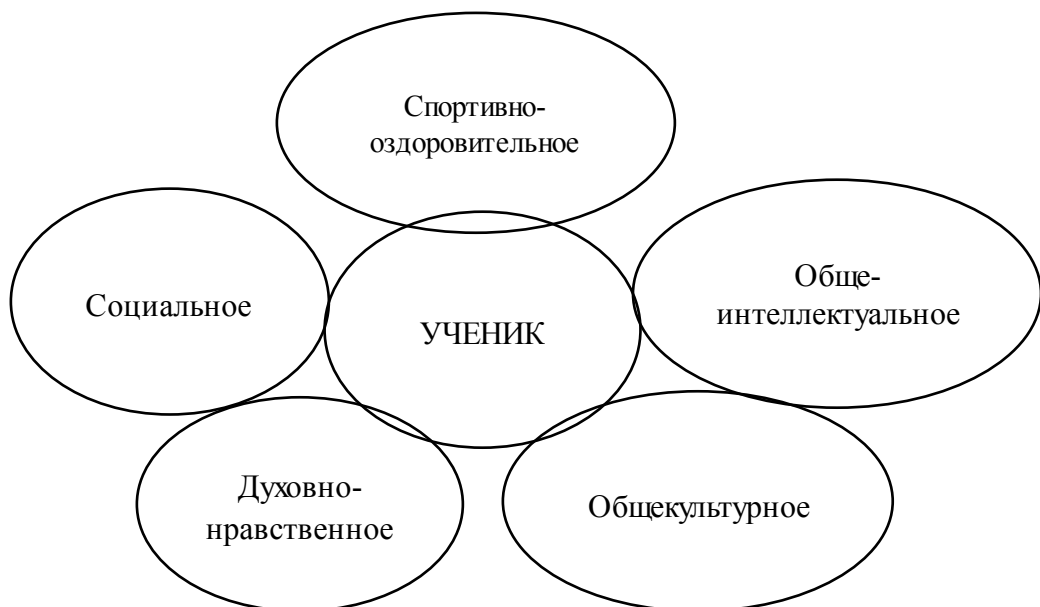 Спортивно-
оздоровительное
Социальное
УЧЕНИК
Обще-
интеллектуальное
Духовно-
нравственное
Общекультурное